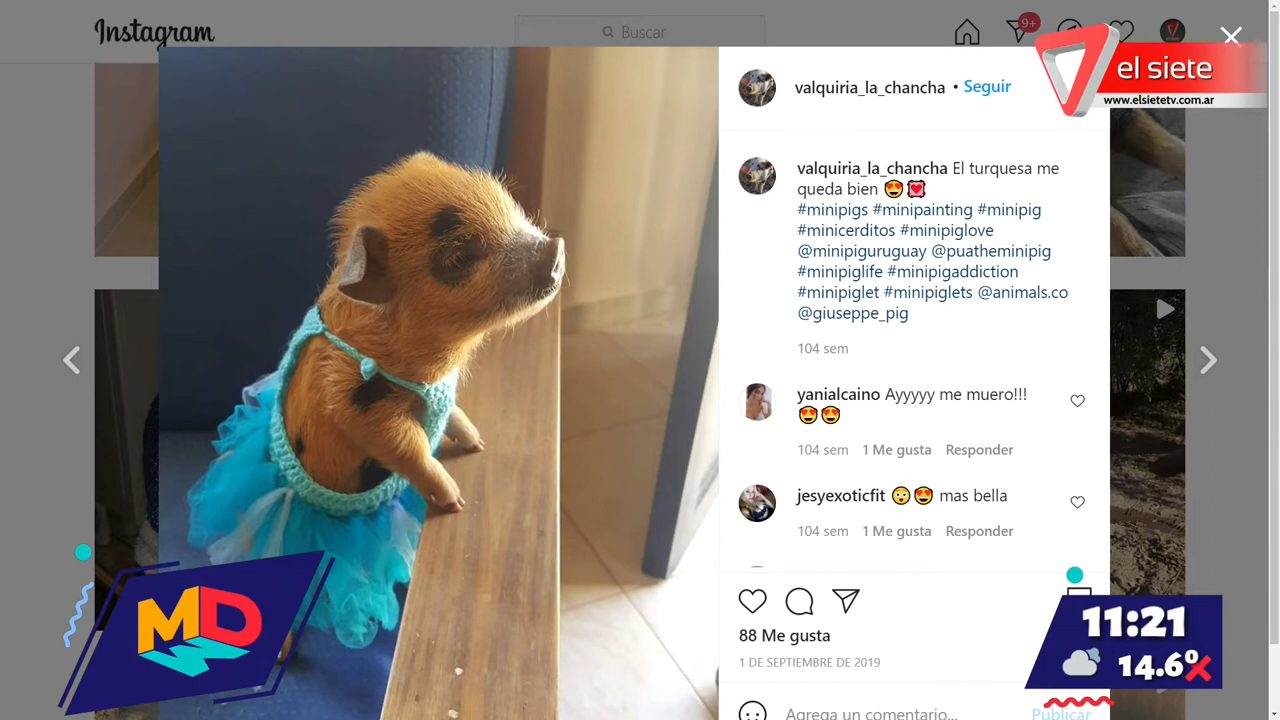 Instagram
Buscar
9+
el siete
www.elsietetv.com.ar
valquiria_la_chancha • Seguir
valquiria_la_chancha El turquesa me
queda bien 😍💟
#minipigs #minipainting #minipig
#minicerditos #minipiglove
@minipiguruguay @puatheminipig
#minipiglife #minipigaddiction
#minipiglet #minipiglets @animals.co
@giuseppe_pig
104 sem
yanialcaino Ayyyyy me muero!!!
😍😍
104 sem 1 Me gusta Responder
jesyexoticfit 😳😍 mas bella
104 sem 1 Me gusta Responder
88 Me gusta
1 DE SEPTIEMBRE DE 2019
Agrega un comentario...
Publicar
MD
11:21
14.6º